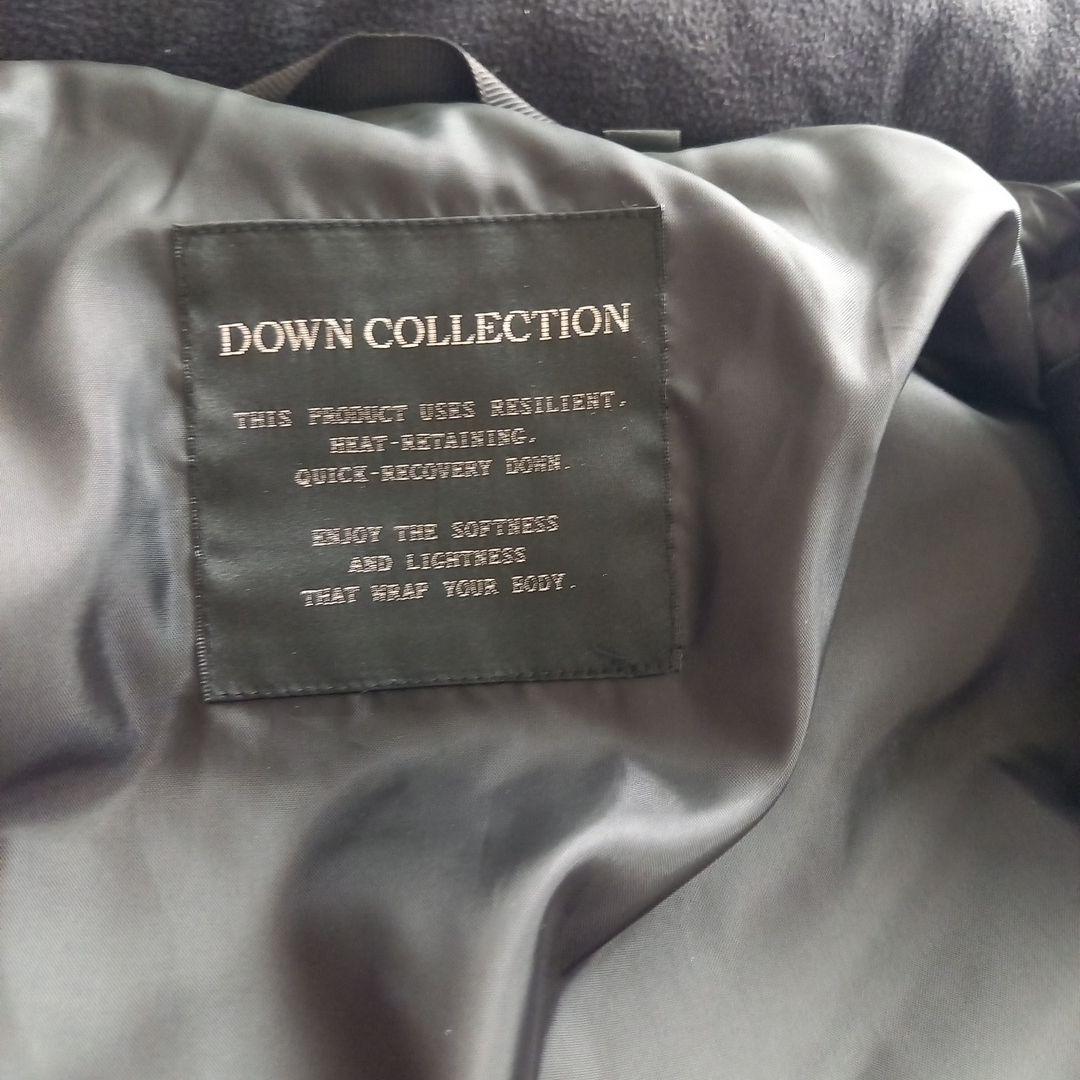 DOWN COLLECTION
THIS PRODUCT USES RESILIENT,
HEAT-RETAINING,
QUICK-RECOVERY DOWN.
ENJOY THE SOFTNESS
AND LIGHTNESS
THAT WRAP YOUR BODY.